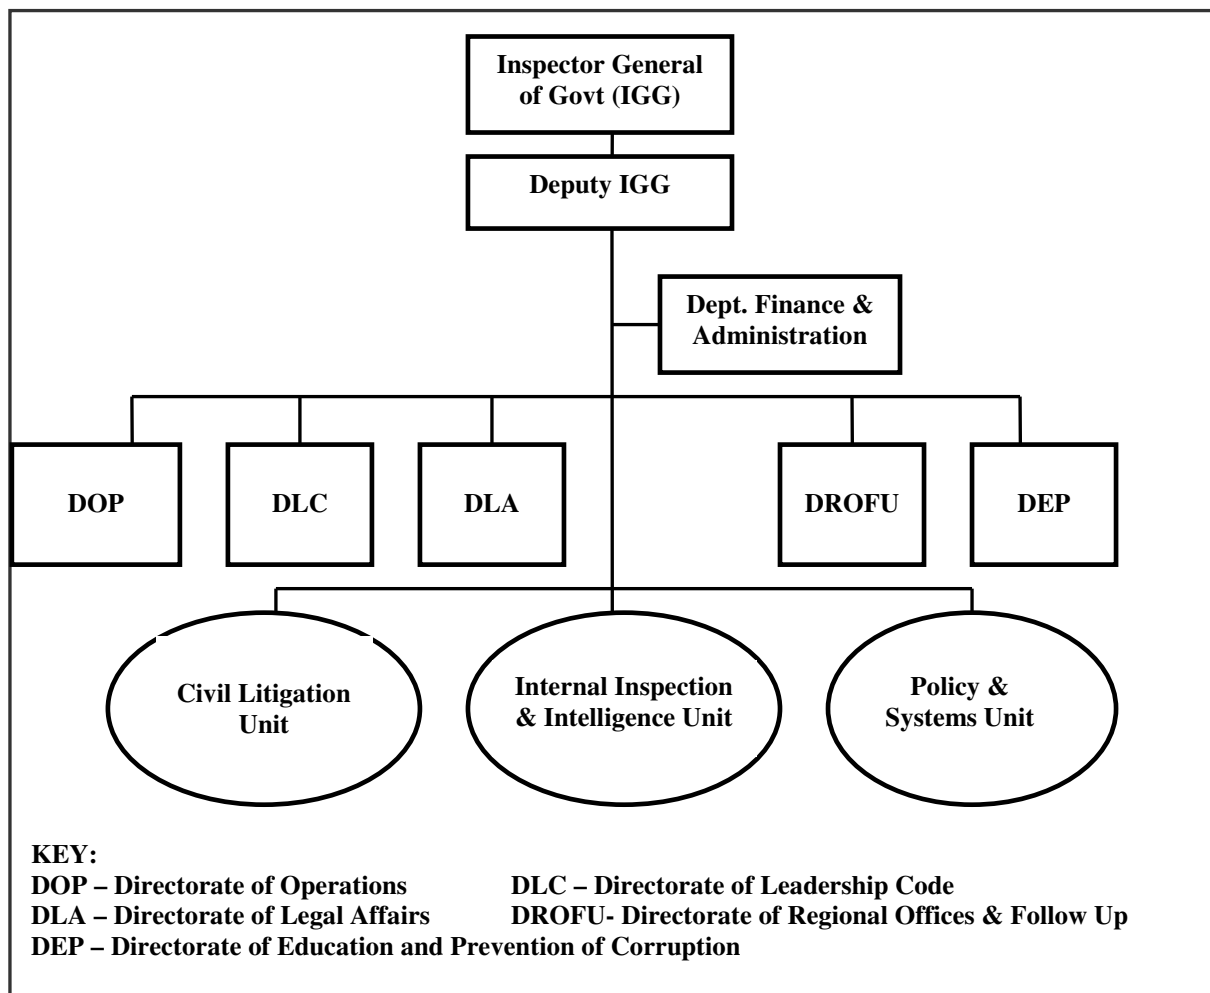 Inspector General
of Govt (IGG)
Deputy IGG
Dept. Finance &
Administration
DOP
DLC
DLA
DROFU
DEP
Civil Litigation
Unit
Internal Inspection
& Intelligence Unit
Policy &
Systems Unit
KEY:
DOP – Directorate of Operations DLC – Directorate of Leadership Code
DLA – Directorate of Legal Affairs DROFU- Directorate of Regional Offices & Follow Up
DEP – Directorate of Education and Prevention of Corruption